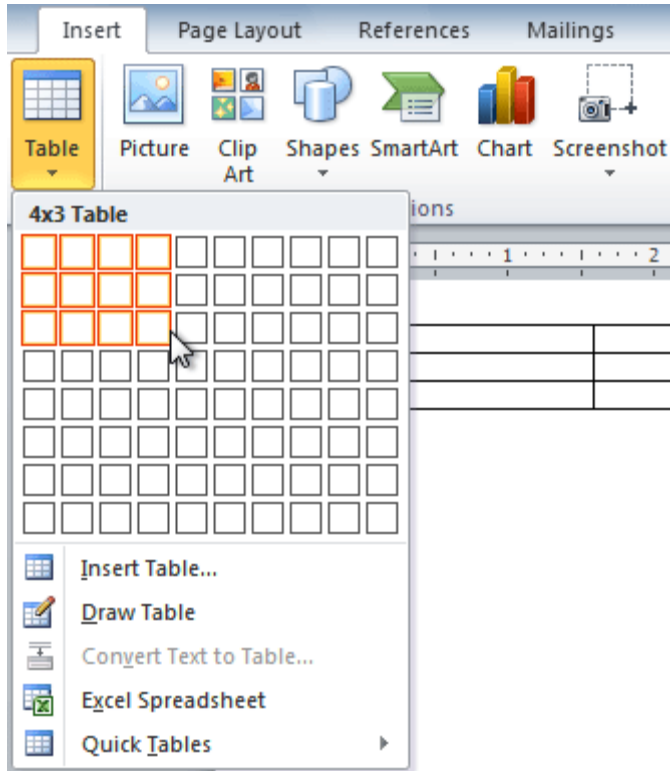 Insert Page Layout References Mailings
Table Picture Clip Art Shapes SmartArt Chart Screenshot
ions
4x3 Table
1 2
Insert Table...
Draw Table
Convert Text to Table...
Excel Spreadsheet
Quick Tables